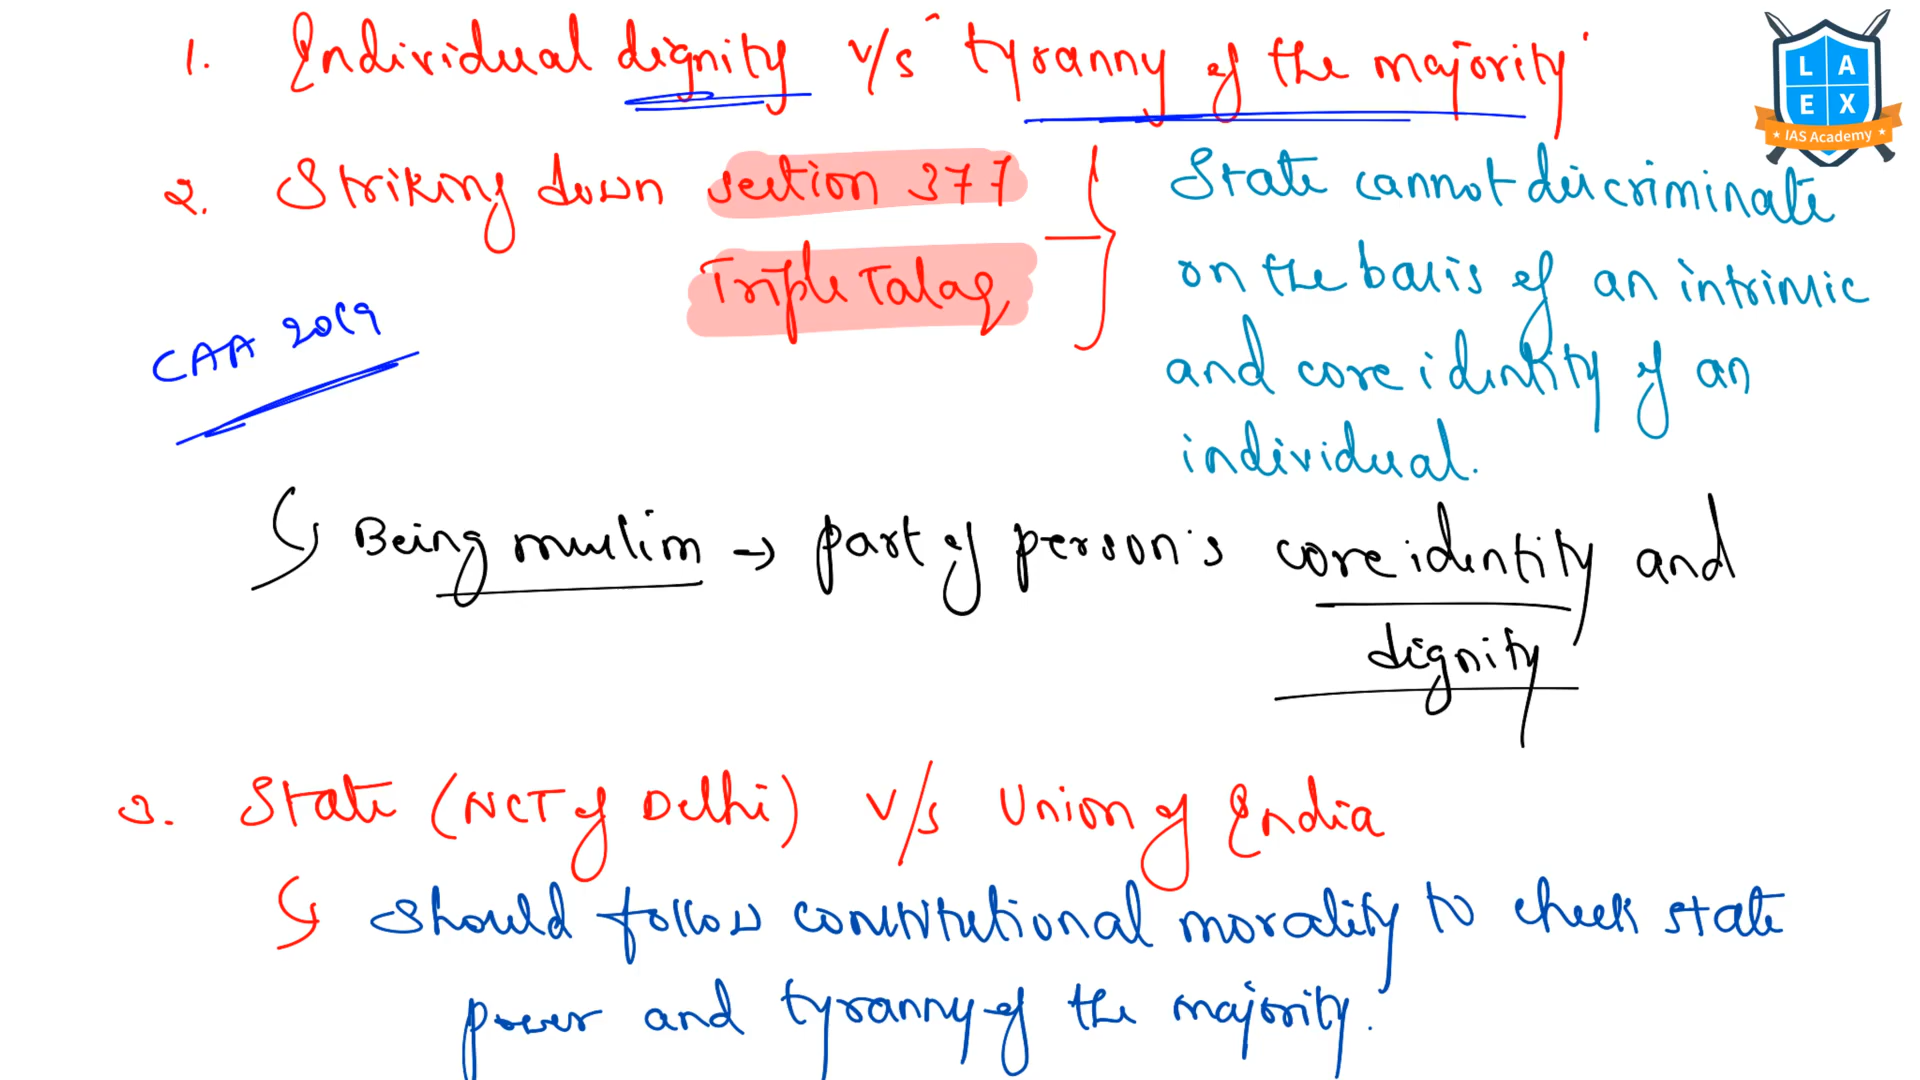 1. Individual dignity v/s "tyranny of the majority"
LAEX
IAS Academy
2. Striking down section 377
Triple Talaq
State cannot discriminate
on the basis of an intrinsic
and core identity of an
individual.
CAA 2019
Being muslim → part of person's core identity and
dignity
3. State (NCT of Delhi) v/s Union of India
should follow constitutional morality to check state
power and tyranny of the majority.